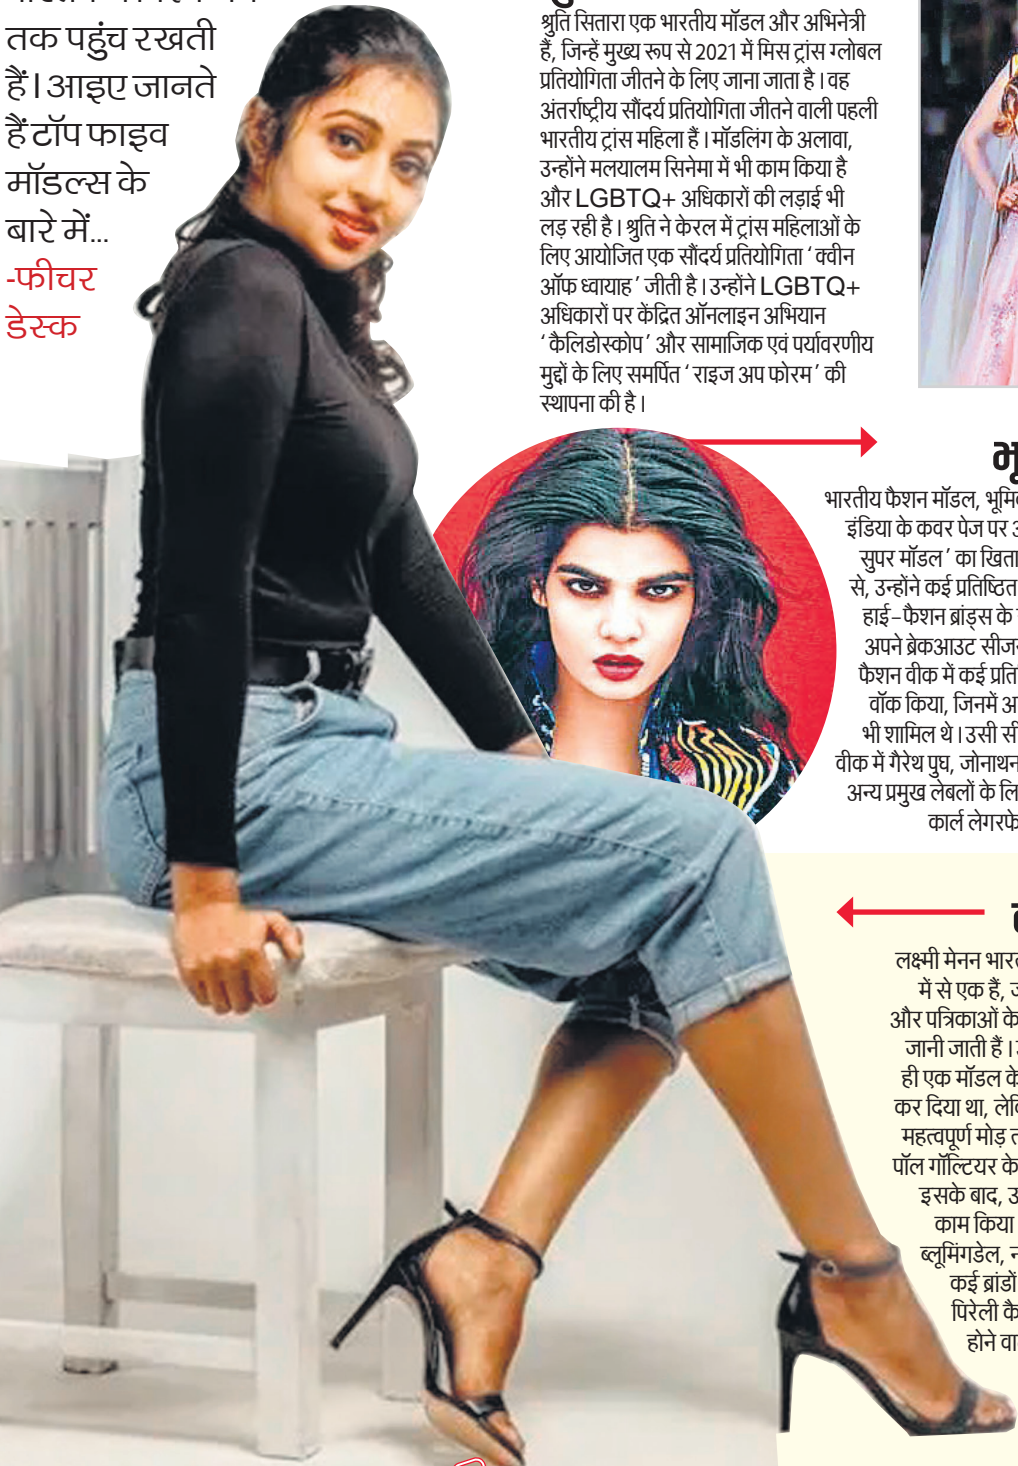 तक पहुंच रखती
हैं। आइए जानते
हैं टॉप फाइव
मॉडल्स के
बारे में...
-फीचर
डेस्क
श्रुति सितारा एक भारतीय मॉडल और अभिनेत्री
हैं, जिन्हें मुख्य रूप से 2021 में मिस ट्रांस ग्लोबल
प्रतियोगिता जीतने के लिए जाना जाता है। वह
अंतर्राष्ट्रीय सौंदर्य प्रतियोगिता जीतने वाली पहली
भारतीय ट्रांस महिला हैं। मॉडलिंग के अलावा,
उन्होंने मलयालम सिनेमा में भी काम किया है
और LGBTQ+ अधिकारों की लड़ाई भी
लड़ रही है। श्रुति ने केरल में ट्रांस महिलाओं के
लिए आयोजित एक सौंदर्य प्रतियोगिता ‘क्वीन
ऑफ ध्वायाह’ जीती है। उन्होंने LGBTQ+
अधिकारों पर केंद्रित ऑनलाइन अभियान
‘कैलिडोस्कोप’ और सामाजिक एवं पर्यावरणीय
मुद्दों के लिए समर्पित ‘राइज अप फोरम’ की
स्थापना की है।
भू
भारतीय फैशन मॉडल, भूमि
इंडिया के कवर पेज पर
सुपर मॉडल’ का खिता
से, उन्होंने कई प्रतिष्ठित
हाई-फैशन ब्रांड्स के
अपने ब्रेकआउट सीज
फैशन वीक में कई प्रति
वॉक किया, जिनमें अ
भी शामिल थे। उसी सी
वीक में गैरेथ पुघ, जोनाथन
अन्य प्रमुख लेबलों के लि
कार्ल लेगरफे
लक्ष्मी मेनन भार
में से एक हैं, ज
और पत्रिकाओं के
जानी जाती हैं।
ही एक मॉडल के
कर दिया था, लेकि
महत्वपूर्ण मोड़ त
पॉल गॉल्टियर के
इसके बाद, उ
काम किया
ब्लूमिंगडेल, न
कई ब्रांडों
पिरेली कै
होने वा